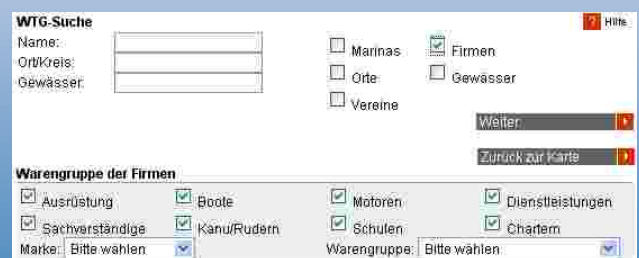 WTG-Suche ? Hilfe
Name:
Ort/Kreis:
Gewässer:
Marinas Firmen
Orte Gewässer
Vereine
Weiter
Zurück zur Karte
Warengruppe der Firmen
Ausrüstung Boote Motoren Dienstleistungen
Sachverständige Kanu/Rudern Schulen Chartern
Marke: Bitte wählen Warengruppe: Bitte wählen